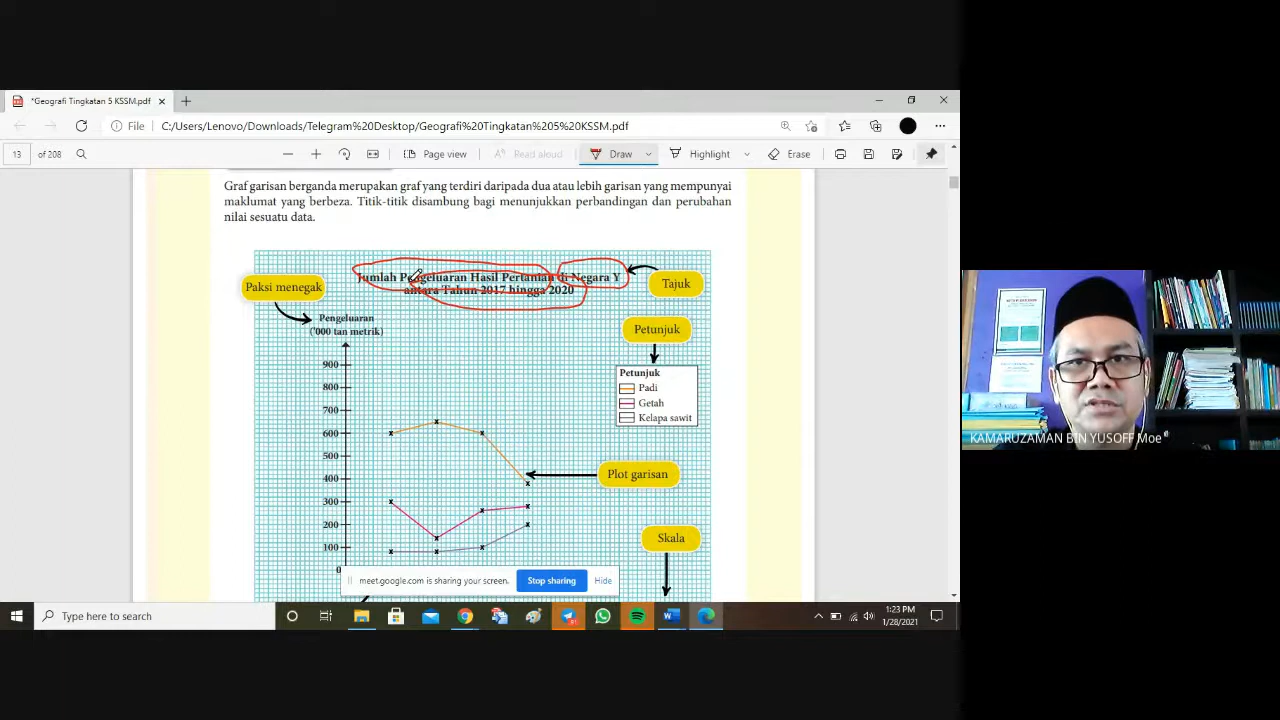 *Geografi Tingkatan 5 KSSM.pdf
File
C:/Users/Lenovo/Downloads/Telegram%20Desktop/Geografi%20Tingkatan%205%20KSSM.pdf
13 of 208
Page view
Read aloud
Draw
Highlight
Erase
Graf garisan berganda merupakan graf yang terdiri daripada dua atau lebih garisan yang mempunyai
maklumat yang berbeza. Titik-titik disambung bagi menunjukkan perbandingan dan perubahan
nilai sesuatu data.
Jumlah Pengeluaran Hasil Pertanian di Negara Y
antara Tahun 2017 hingga 2020
Paksi menegak
Tajuk
Pengeluaran
('000 tan metrik)
Petunjuk
Petunjuk
Padi
Getah
Kelapa sawit
900
800
700
600
500
400
300
200
100
0
Plot garisan
Skala
KAMARUZAMAN BIN YUSOFF Moe
meet.google.com is sharing your screen.
Stop sharing
Hide
Type here to search
1:23 PM
1/28/2021